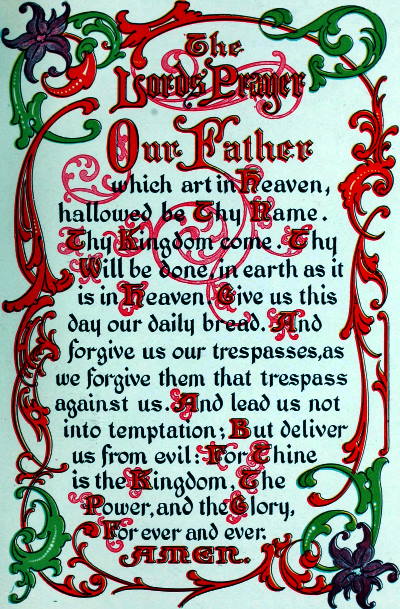 The
Lords Prayer
Our Father
which art in Heaven,
hallowed be Thy Name.
Thy Kingdom come. Thy
Will be done, in earth as it
is in Heaven. Give us this
day our daily bread. And
forgive us our trespasses, as
we forgive them that trespass
against us. And lead us not
into temptation; But deliver
us from evil: For Thine
is the Kingdom, The
Power, and the Glory,
For ever and ever.
AMEN.